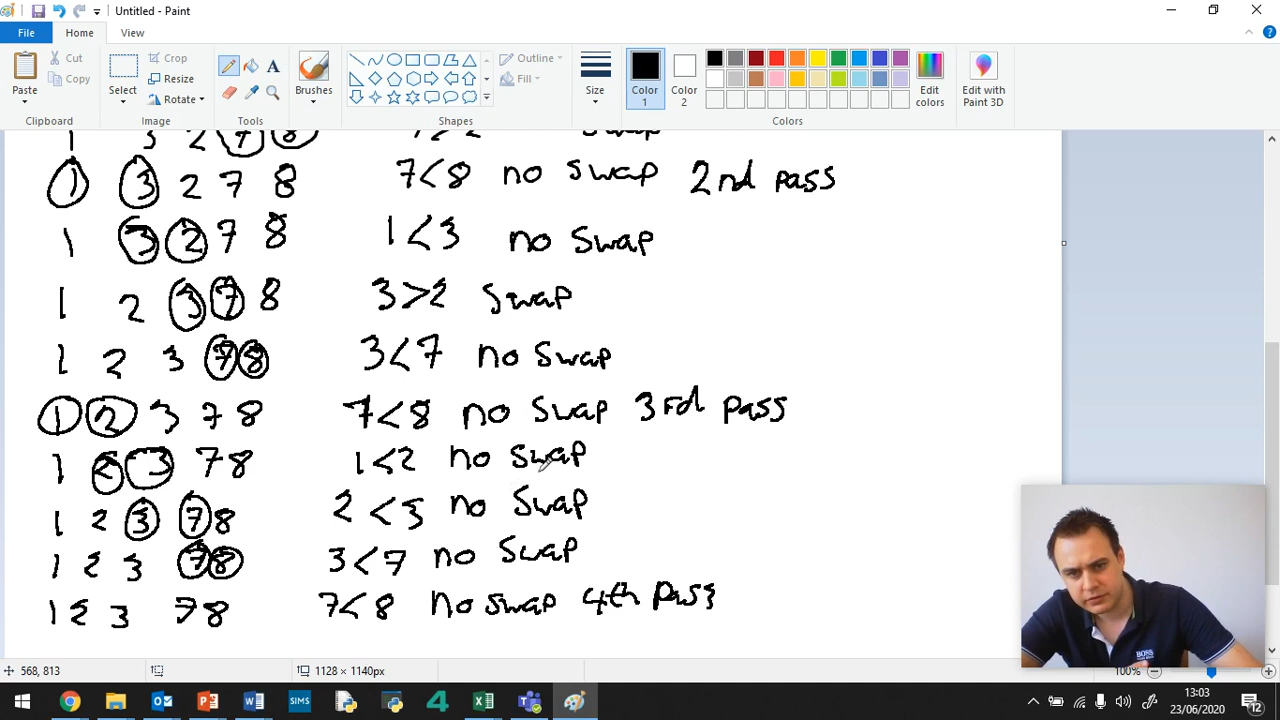 Untitled - Paint
File Home View
Paste
Cut
Copy
Clipboard
Select
Crop
Resize
Rotate
Image
Tools
Brushes
Shapes
Outline
Fill
Size
Color 1
Color 2
Colors
Edit colors
Edit with Paint 3D
1 3 2 7 8 swap
1 3 2 7 8 7<8 no swap 2nd pass
1 3 2 7 8 1<3 no swap
1 2 3 7 8 3>2 swap
1 2 3 7 8 3<7 no swap
1 2 3 7 8 7<8 no swap 3rd pass
1 2 3 7 8 1<2 no swap
1 2 3 7 8 2<3 no swap
1 2 3 7 8 3<7 no swap
1 2 3 7 8 7<8 no swap 4th pass
BOSS
568, 813
1128 × 1140px
100%
SIMS
13:03
23/06/2020
12